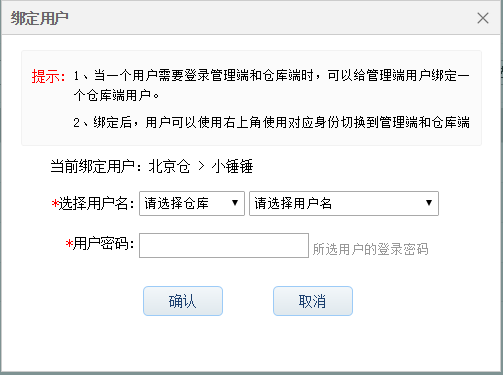 绑定用户
提示：1、当一个用户需要登录管理端和仓库端时，可以给管理端用户绑定一
个仓库端用户。
2、绑定后，用户可以使用右上角使用对应身份切换到管理端和仓库端
当前绑定用户：北京仓 > 小锤锤
*选择用户名：请选择仓库 请选择用户名
*用户密码： 所选用户的登录密码
确认 取消